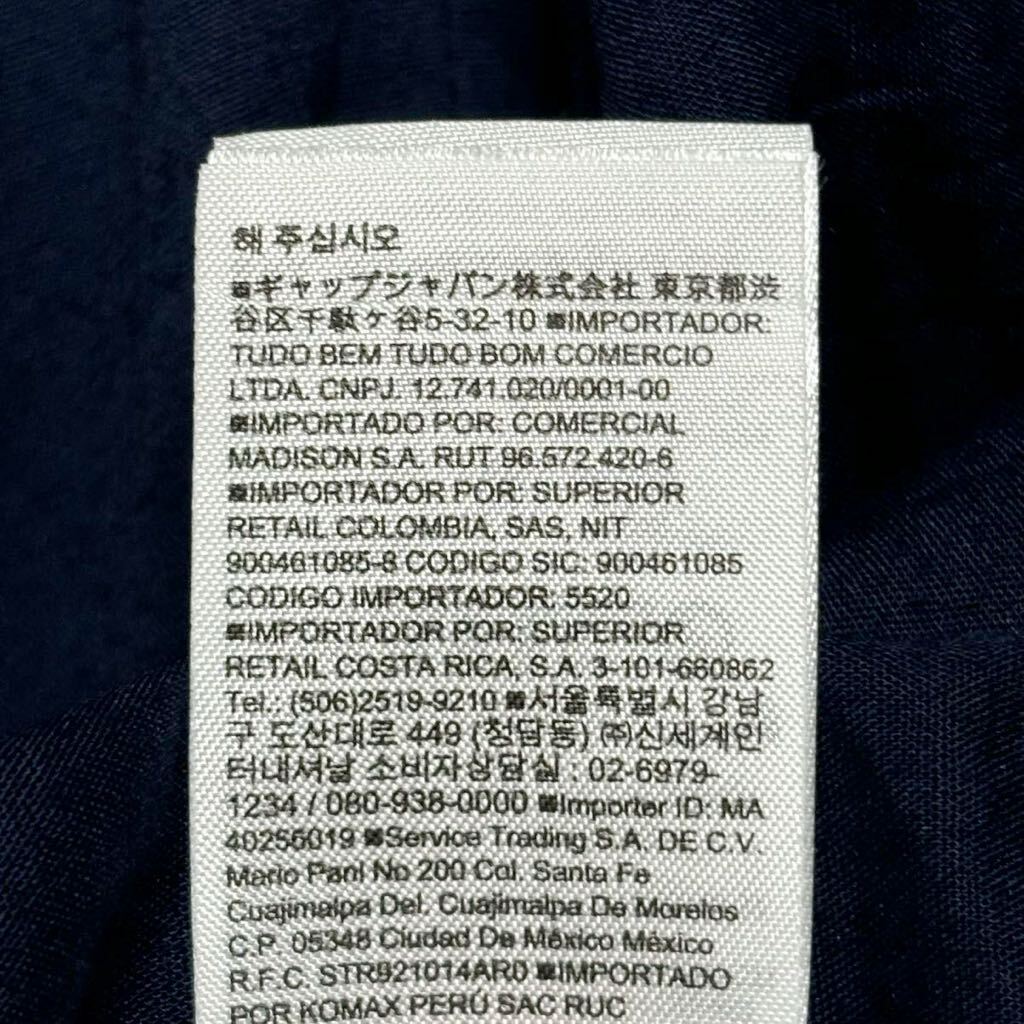 해 주십시오
■ギャップジャパン株式会社 東京都渋
谷区千駄ケ谷5-32-10 ■IMPORTADOR:
TUDO BEM TUDO BOM COMERCIO
LTDA. CNPJ. 12.741.020/0001-00
■IMPORTADO POR: COMERCIAL
MADISON S.A. RUT 96.572.420-6
■IMPORTADOR POR: SUPERIOR
RETAIL COLOMBIA, SAS, NIT
900461085-8 CODIGO SIC: 900461085
CODIGO IMPORTADOR: 5520
■IMPORTADOR POR: SUPERIOR
RETAIL COSTA RICA, S.A. 3-101-660862
Tel.: (506)2519-9210 ■서울특별시 강남
구 도산대로 449 (청담동) ㈜신세계인
터내셔날 소비자상담실 : 02-6979-
1234 / 080-938-0000 ■Importer ID: MA
40256019 ■Service Trading S.A. DE C.V.
Mario Pani No 200 Col. Santa Fe
Cuajimalpa Del. Cuajimalpa De Morelos
C.P. 05348 Ciudad De México México
R.F.C. STR921014AR0 ■IMPORTADO
POR KOMAX PERÚ SAC RUC